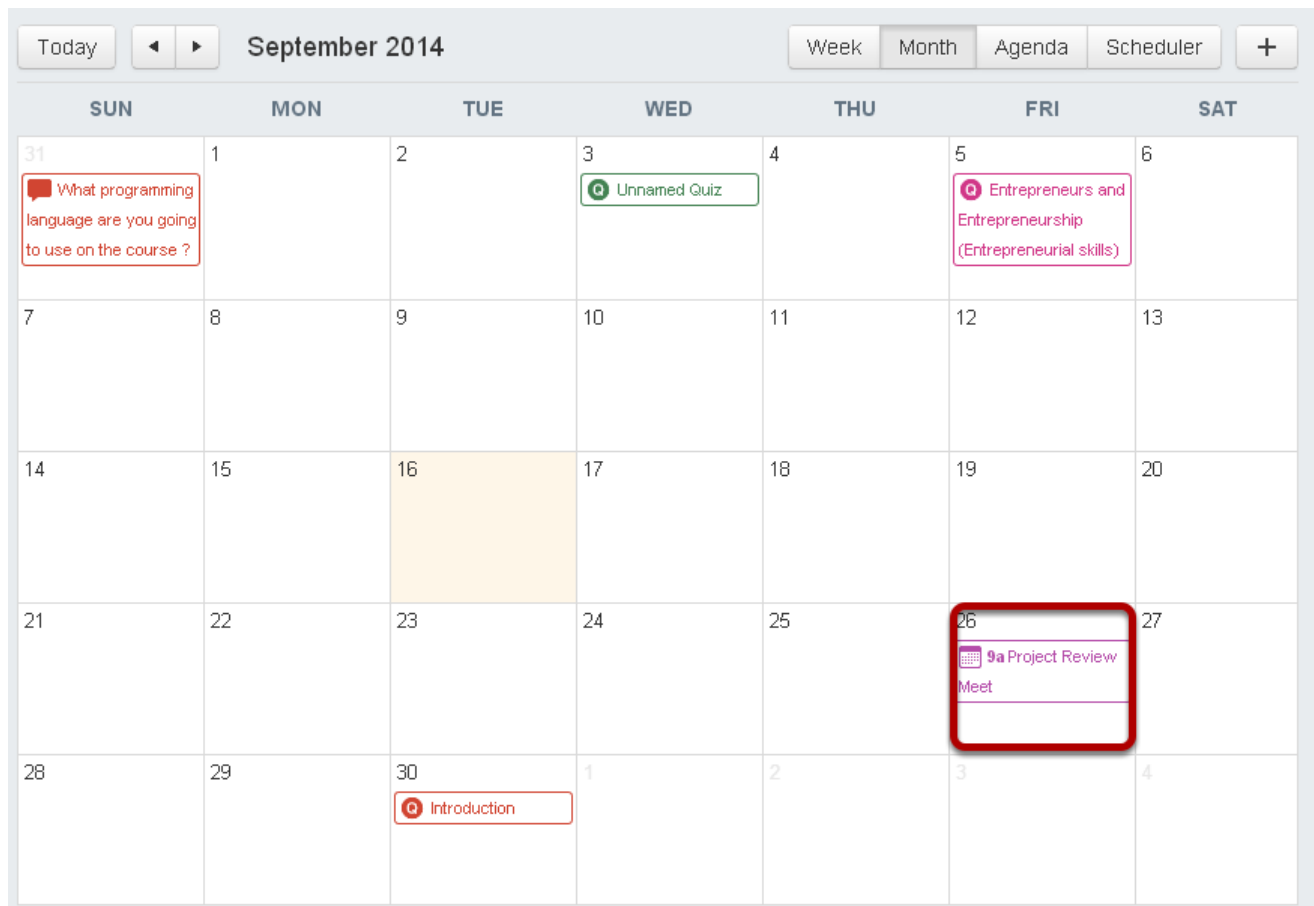 Today ◄ ► September 2014 Week Month Agenda Scheduler +
SUN MON TUE WED THU FRI SAT
31 1 2 3 4 5 6
What programming
language are you going
to use on the course ?
Q Unnamed Quiz
Q Entrepreneurs and
Entrepreneurship
(Entrepreneurial skills)
7 8 9 10 11 12 13
14 15 16 17 18 19 20
21 22 23 24 25 26 27
9a Project Review
Meet
28 29 30 1 2 3 4
Q Introduction